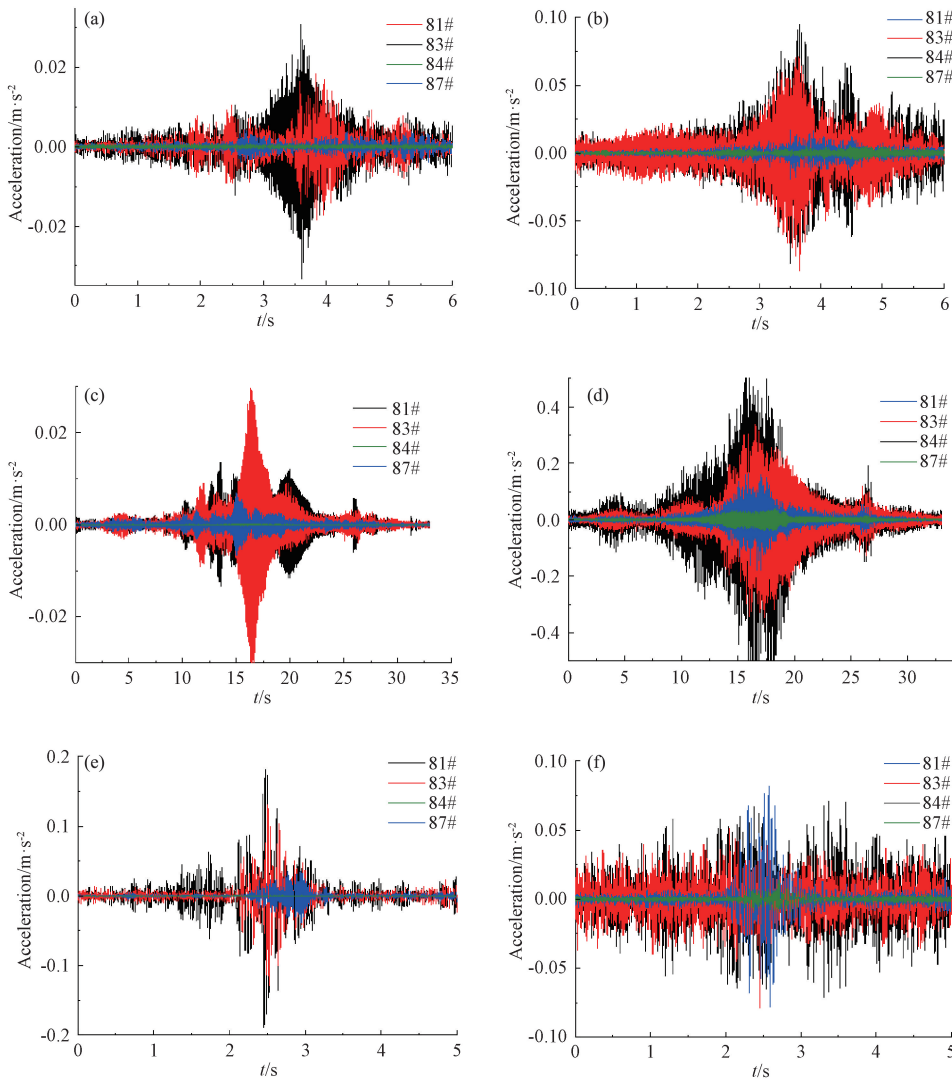 (a)
81#
83#
84#
87#
0.02
0.00
-0.02
Acceleration/m·s⁻²
0 1 2 3 4 5 6
t/s
(b)
81#
83#
84#
87#
0.10
0.05
0.00
-0.05
-0.10
Acceleration/m·s⁻²
0 1 2 3 4 5 6
t/s
(c)
81#
83#
84#
87#
0.02
0.00
-0.02
Acceleration/m·s⁻²
0 5 10 15 20 25 30 35
t/s
(d)
81#
83#
84#
87#
0.4
0.2
0.0
-0.2
-0.4
Acceleration/m·s⁻²
0 5 10 15 20 25 30
t/s
(e)
81#
83#
84#
87#
0.2
0.1
0.0
-0.1
-0.2
Acceleration/m·s⁻²
0 1 2 3 4 5
t/s
(f)
81#
83#
84#
87#
0.10
0.05
0.00
-0.05
-0.10
Acceleration/m·s⁻²
0 1 2 3 4 5
t/s